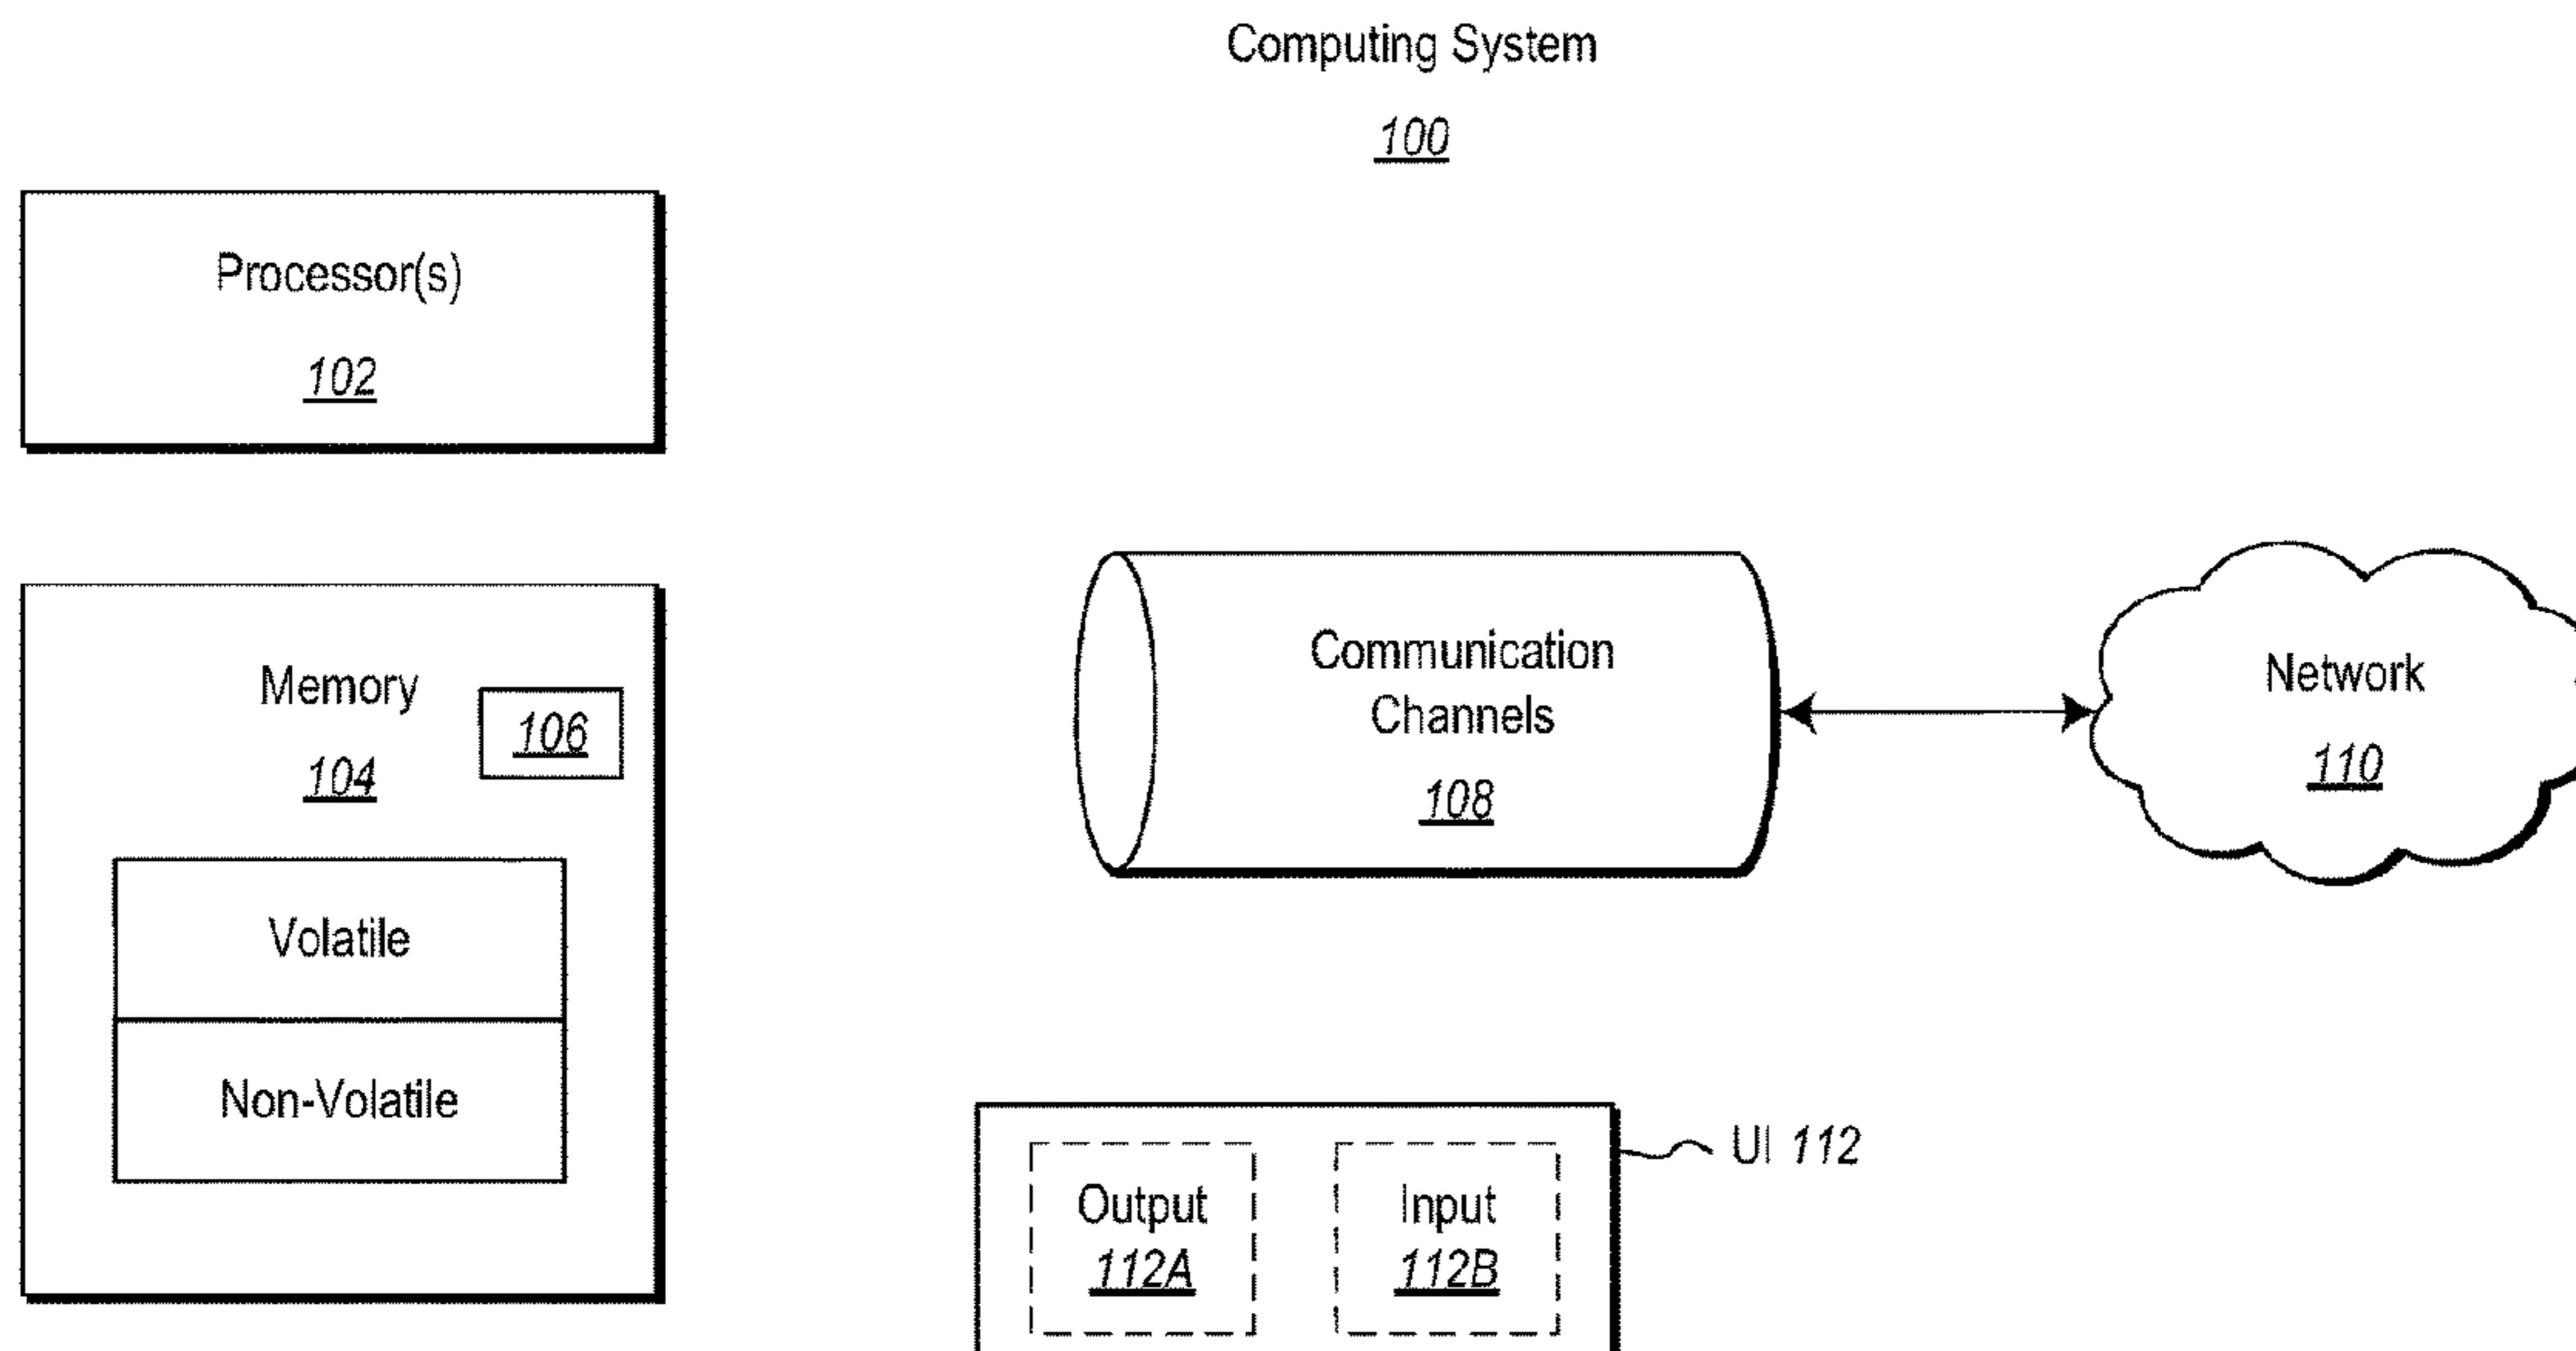 Computing System
100
Processor(s)
102
Memory
104
106
Volatile
Non-Volatile
Communication
Channels
108
Network
110
UI 112
Output
112A
Input
112B